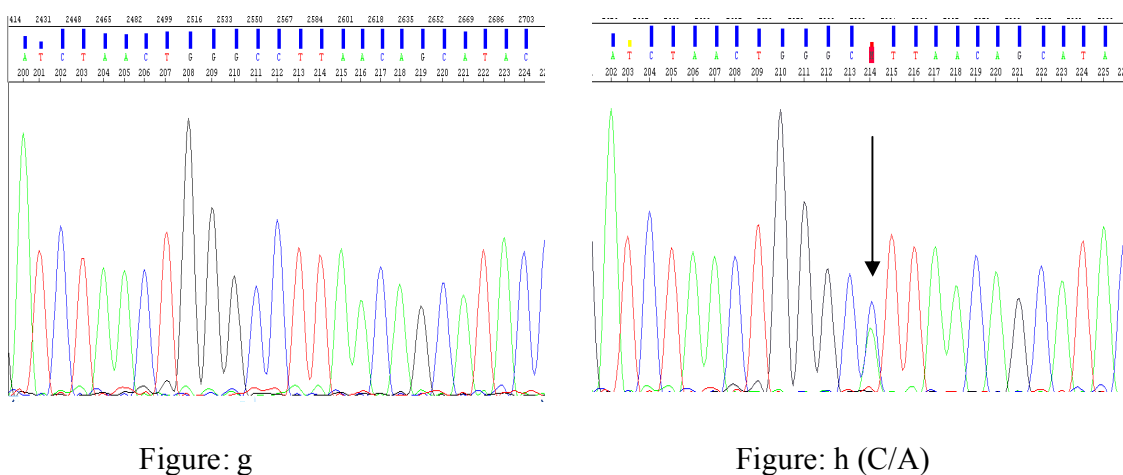 414 2431 2448 2465 2482 2499 2516 2533 2550 2567 2584 2601 2618 2635 2652 2669 2686 2703
A T C T A A C T G G G C C T T A A C A G C A T A C
200 201 202 203 204 205 206 207 208 209 210 211 212 213 214 215 216 217 218 219 220 221 222 223 224
A T C T A A C T G G G C T T A A C A G C A T A
202 203 204 205 206 207 208 209 210 211 212 213 214 215 216 217 218 219 220 221 222 223 224 225
Figure: g
Figure: h (C/A)